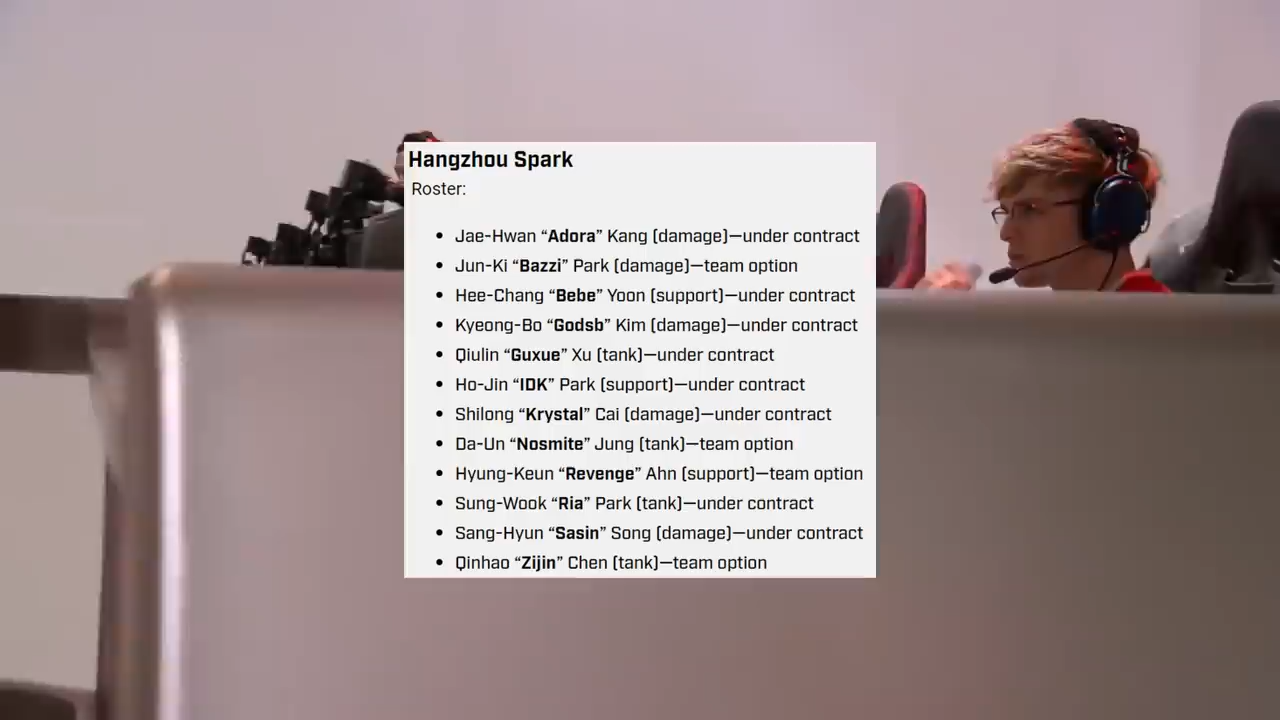 Hangzhou Spark
Roster:
• Jae-Hwan “Adora” Kang (damage)—under contract
• Jun-Ki “Bazzi” Park (damage)—team option
• Hee-Chang “Bebe” Yoon (support)—under contract
• Kyeong-Bo “Godsb” Kim (damage)—under contract
• Qiulin “Guxue” Xu (tank)—under contract
• Ho-Jin “IDK” Park (support)—under contract
• Shilong “Krystal” Cai (damage)—under contract
• Da-Un “Nosmite” Jung (tank)—team option
• Hyung-Keun “Revenge” Ahn (support)—team option
• Sung-Wook “Ria” Park (tank)—under contract
• Sang-Hyun “Sasin” Song (damage)—under contract
• Qinhao “Zijin” Chen (tank)—team option